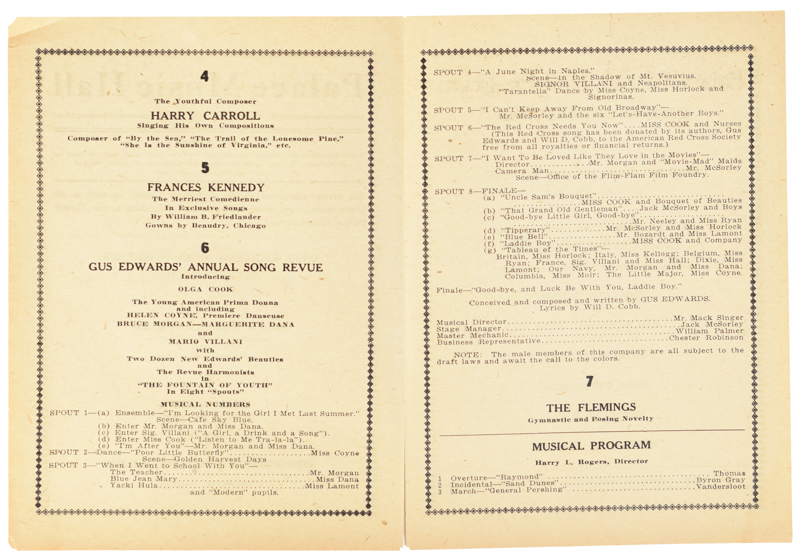 4
The Youthful Composer
HARRY CARROLL
Singing His Own Compositions
Composer of "By the Sea," "The Trail of the Lonesome Pine,"
"She Is the Sunshine of Virginia," etc.
5
FRANCES KENNEDY
The Merriest Comedienne
In Exclusive Songs
By William B. Friedlander
Gowns by Beaudry, Chicago
6
GUS EDWARDS' ANNUAL SONG REVUE
Introducing
OLGA COOK
The Young American Prima Donna
and including
HELEN COYNE, Premiere Danseuse
BRUCE MORGAN—MARGUERITE DANA
and
MARIO VILLANI
with
Two Dozen New Edwards' Beauties
and
The Revue Harmonists
in
"THE FOUNTAIN OF YOUTH"
In Eight "Spouts"
MUSICAL NUMBERS
SPOUT 1—(a) Ensemble—"I'm Looking for the Girl I Met Last Summer."
Scene—Cafe Sky Blue.
(b) Enter Mr. Morgan and Miss Dana.
(c) Enter Sig. Villani ("A Girl, a Drink and a Song").
(d) Enter Miss Cook ("Listen to Me Tra-la-la").
(e) "I'm After You"—Mr. Morgan and Miss Dana.
SPOUT 2—Dance—"Poor Little Butterfly"....................Miss Coyne
Scene—Golden Harvest Days
SPOUT 3—"When I Went to School With You"—
The Teacher..............................Mr. Morgan
Blue Jean Mary............................Miss Dana
Yacki Hula..............................Miss Lamont
and "Modern" pupils.
SPOUT 4—"A June Night in Naples."
Scene—In the Shadow of Mt. Vesuvius.
SIGNOR VILLANI and Neapolitans.
"Tarantella" Dance by Miss Coyne, Miss Horlock and
Signorinas.
SPOUT 5—"I Can't Keep Away From Old Broadway"—
Mr. McSorley and the six "Let's-Have-Another Boys."
SPOUT 6—"The Red Cross Needs You Now"....MISS COOK and Nurses
(This Red Cross song has been donated by its authors, Gus
Edwards and Will D. Cobb, to the American Red Cross Society
free from all royalties or financial returns.)
SPOUT 7—"I Want To Be Loved Like They Love in the Movies"—
Director............Mr. Morgan and "Movie-Mad" Maids
Camera Man............................Mr. McSorley
Scene—Office of the Flim-Flam Film Foundry.
SPOUT 8—FINALE—
(a) "Uncle Sam's Bouquet"..............................
....................MISS COOK and Bouquet of Beauties
(b) "That Grand Old Gentleman"....Jack McSorley and Boys
(c) "Good-bye Little Girl, Good-bye"....................
..........................Mr. Neeley and Miss Ryan
(d) "Tipperary"..............Mr. McSorley and Miss Horlock
(e) "Blue Bell"................Mr. Bozardt and Miss Lamont
(f) "Laddie Boy"..................MISS COOK and Company
(g) "Tableau of the Times"—
Britain, Miss Horlock; Italy, Miss Kellogg; Belgium, Miss
Ryan; France, Sig. Villani and Miss Hall; Dixie, Miss
Lamont; Our Navy, Mr. Morgan and Miss Dana;
Columbia, Miss Moir; The Little Major, Miss Coyne.
Finale—"Good-bye, and Luck Be With You, Laddie Boy."
Conceived and composed and written by GUS EDWARDS.
Lyrics by Will D. Cobb.
Musical Director........................................Mr. Mack Singer
Stage Manager........................................Jack McSorley
Master Mechanic........................................William Palmer
Business Representative..............................Chester Robinson
NOTE: The male members of this company are all subject to the
draft laws and await the call to the colors.
7
THE FLEMINGS
Gymnastic and Posing Novelty
MUSICAL PROGRAM
Harry L. Rogers, Director
1 Overture—"Raymond"........................................Thomas
2 Incidental—"Sand Dunes"..............................Byron Gray
3 March—"General Pershing"..............................Vandersloot